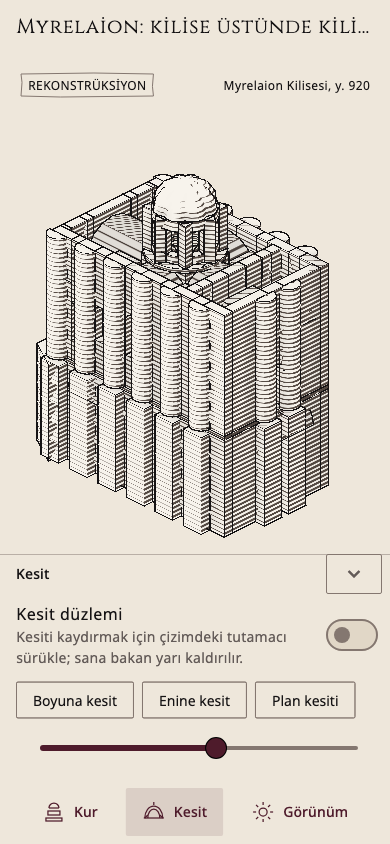 Myrelaion: kilise üstünde kili...
REKONSTRÜKSİYON
Myrelaion Kilisesi, y. 920
Kesit
Kesit düzlemi
Kesiti kaydırmak için çizimdeki tutamacı
sürükle; sana bakan yarı kaldırılır.
Boyuna kesit
Enine kesit
Plan kesiti
Kur
Kesit
Görünüm